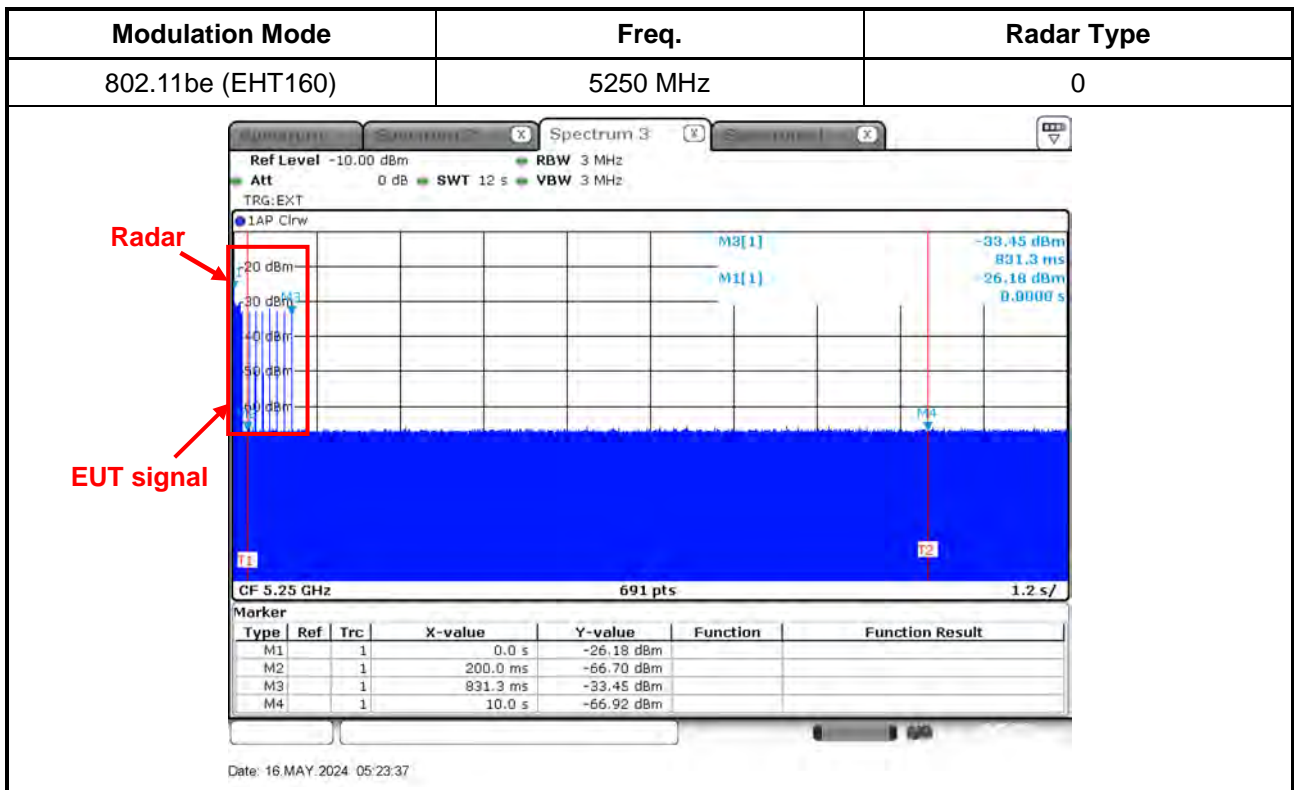 Modulation Mode Freq. Radar Type
802.11be (EHT160) 5250 MHz 0
Spectrum 3
Ref Level -10.00 dBm RBW 3 MHz
Att 0 dB SWT 12 s VBW 3 MHz
TRG:EXT
1AP Clrw
Radar
M3[1] -33.45 dBm
831.3 ms
M1[1] -26.18 dBm
0.0000 s
-20 dBm
-30 dBm
M3
-40 dBm
-50 dBm
-60 dBm
M4
EUT signal
T1 T2
CF 5.25 GHz 691 pts 1.2 s/
Marker
Type Ref Trc X-value Y-value Function Function Result
M1 1 0.0 s -26.18 dBm
M2 1 200.0 ms -66.70 dBm
M3 1 831.3 ms -33.45 dBm
M4 1 10.0 s -66.92 dBm
Date: 16.MAY.2024 05:23:37